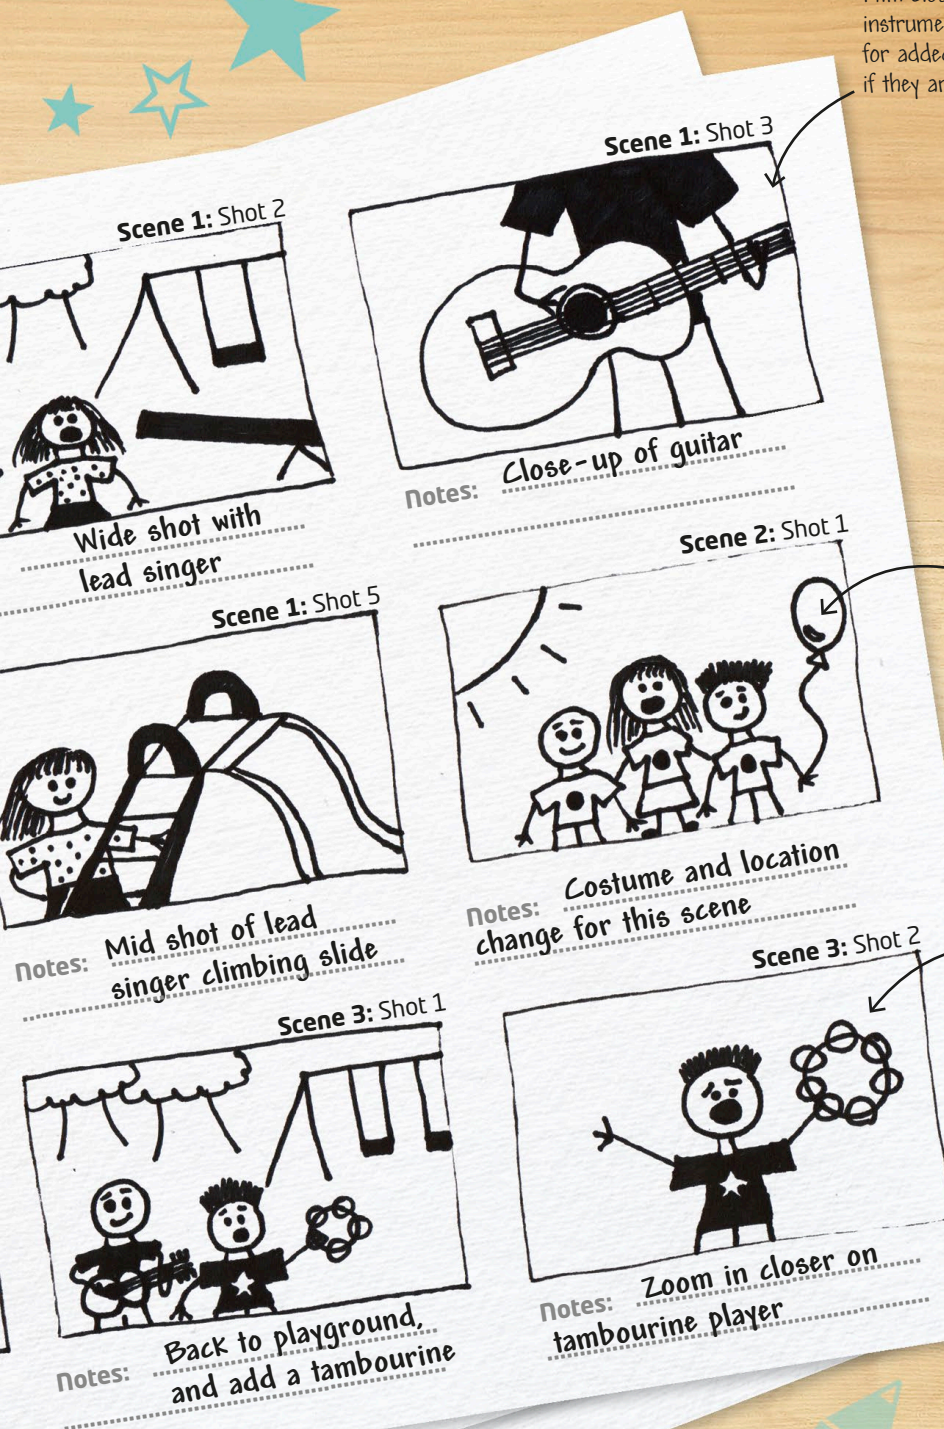 instrume
for added
if they ar
Scene 1: Shot 3
Scene 1: Shot 2
Notes: Close-up of guitar
Wide shot with
lead singer
Scene 2: Shot 1
Scene 1: Shot 5
Notes: Costume and location
change for this scene
Notes: Mid shot of lead
singer climbing slide
Scene 3: Shot 2
Scene 3: Shot 1
Notes: Zoom in closer on
tambourine player
Notes: Back to playground,
and add a tambourine